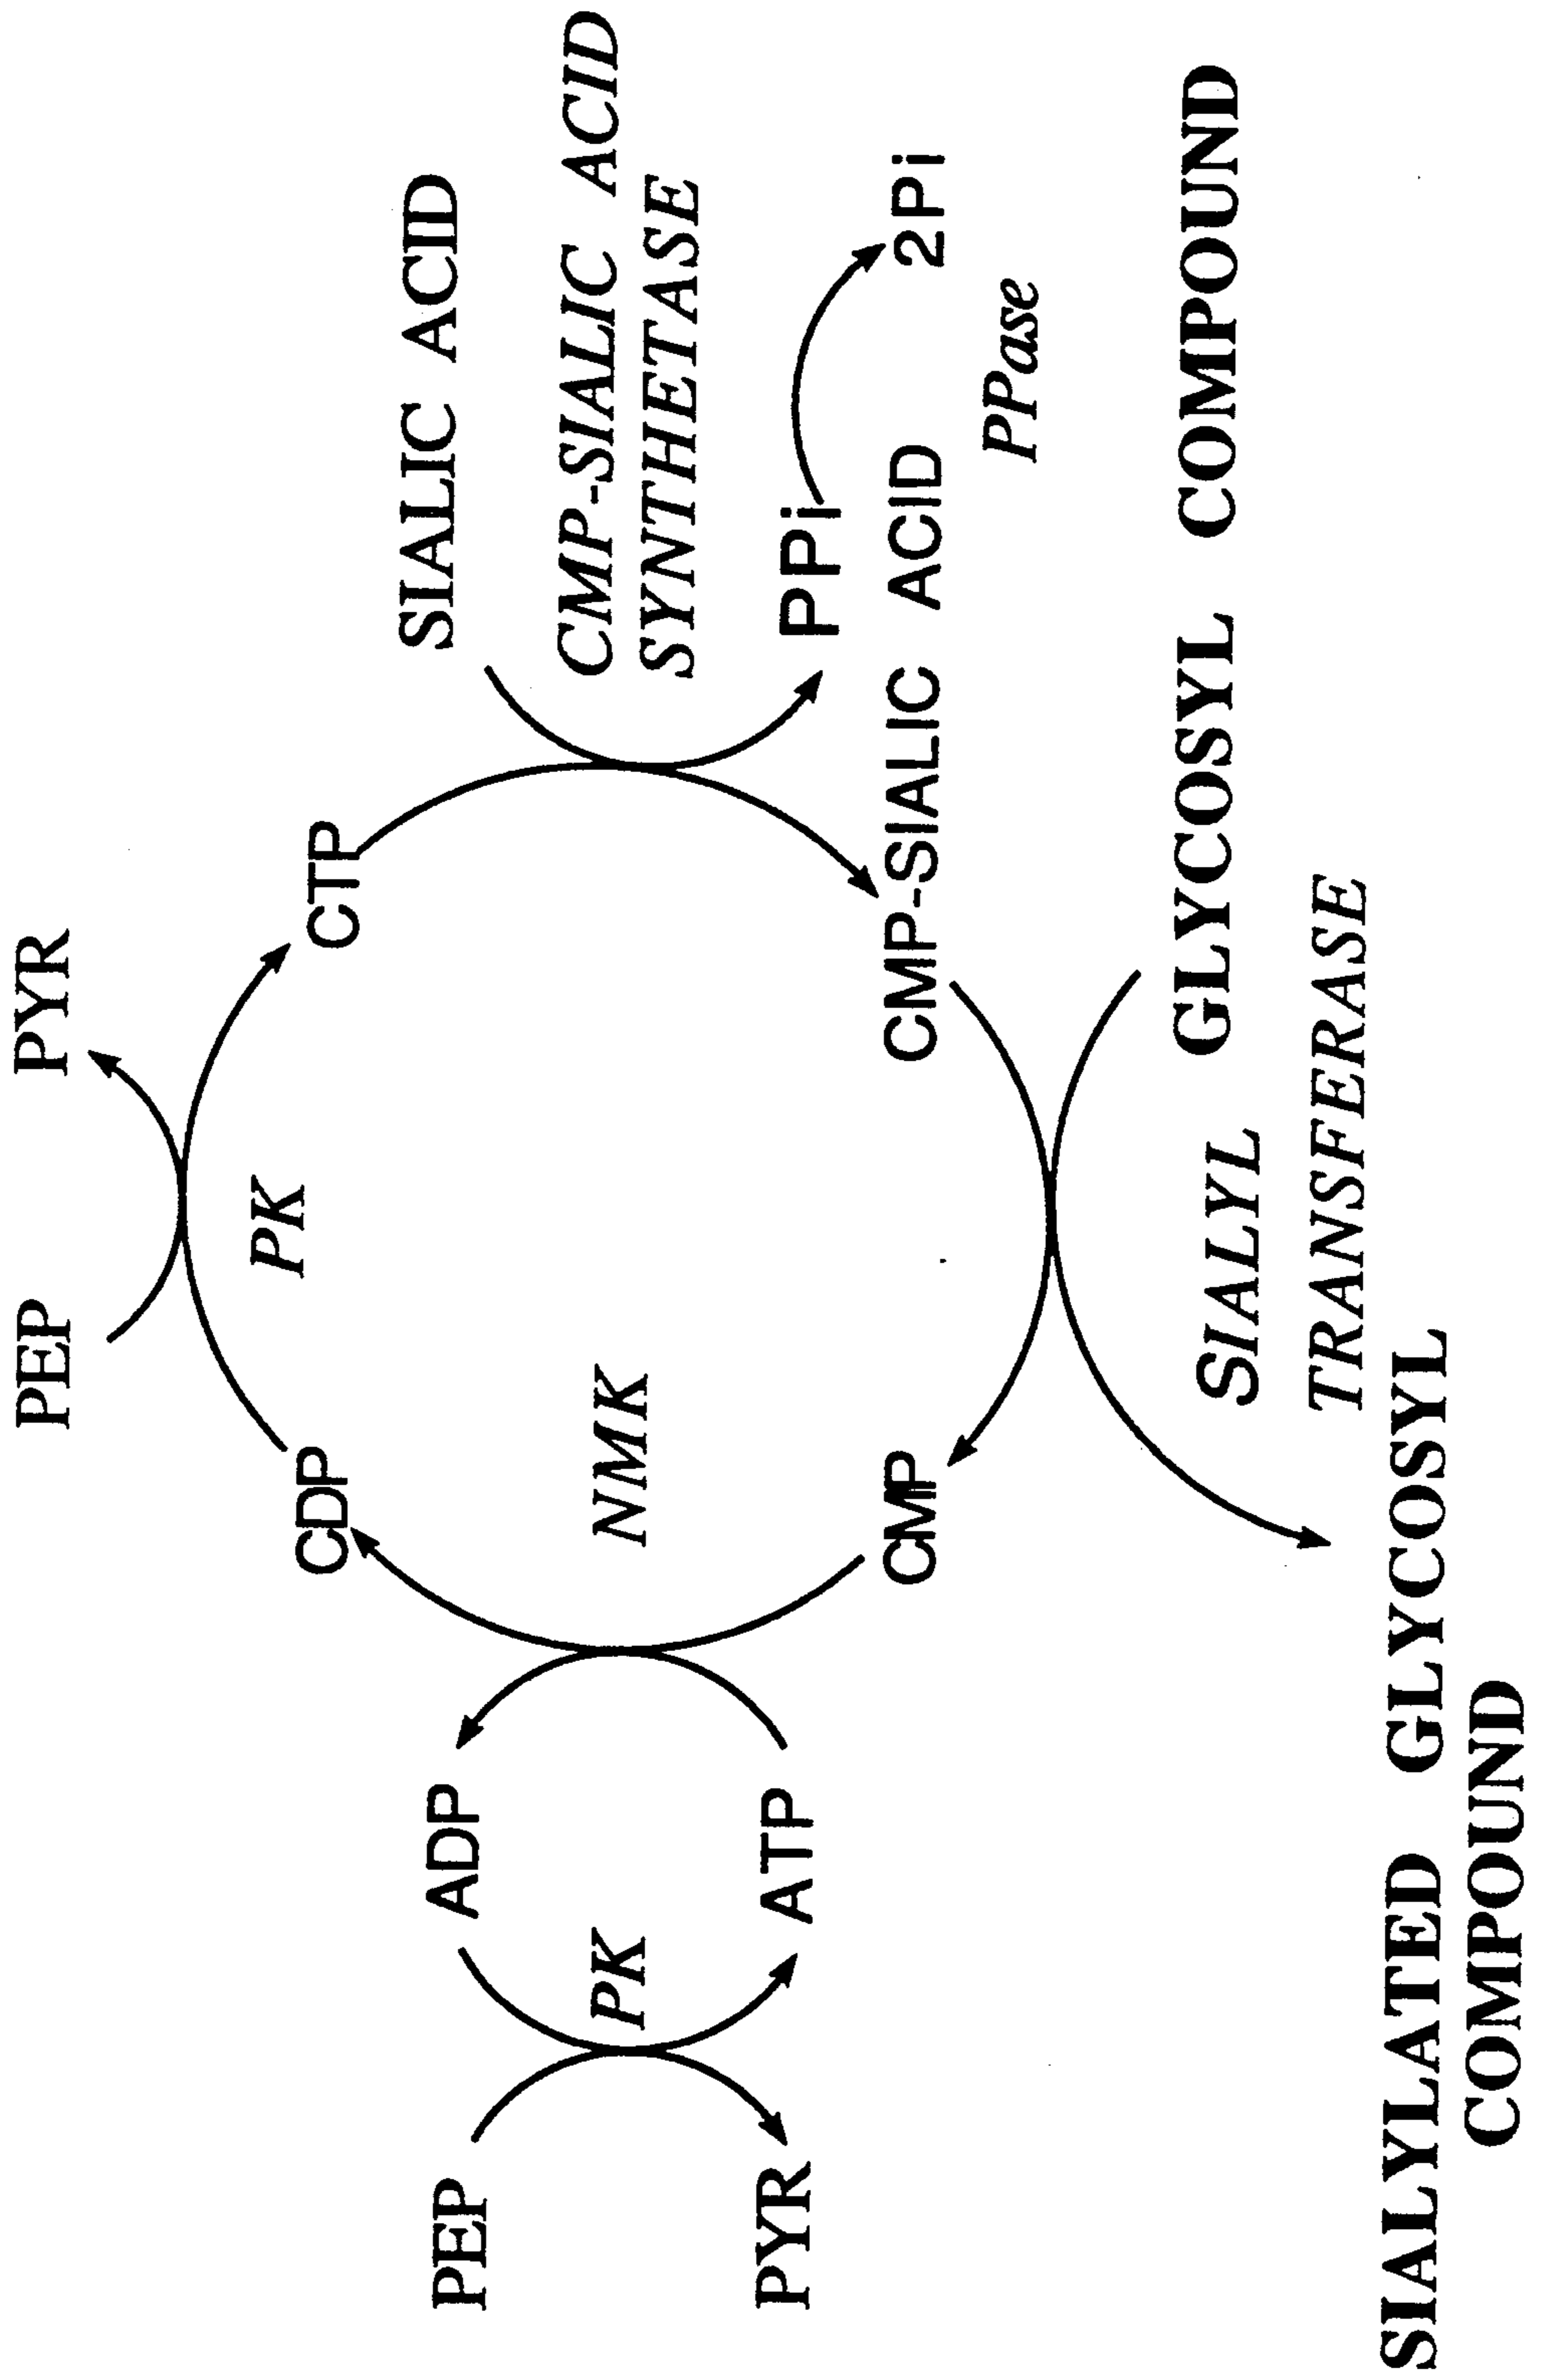 PEP
PYR
PK
CDP
CTP
SIALIC ACID
ADP
PEP
CMP-SIALIC ACID
SYNTHETASE
NMK
PK
PPi
ATP
PYR
CMP
CMP-SIALIC ACID
2Pi
PPase
GLYCOSYL COMPOUND
SIALYL
TRANSFERASE
SIALYLATED GLYCOSYL
COMPOUND